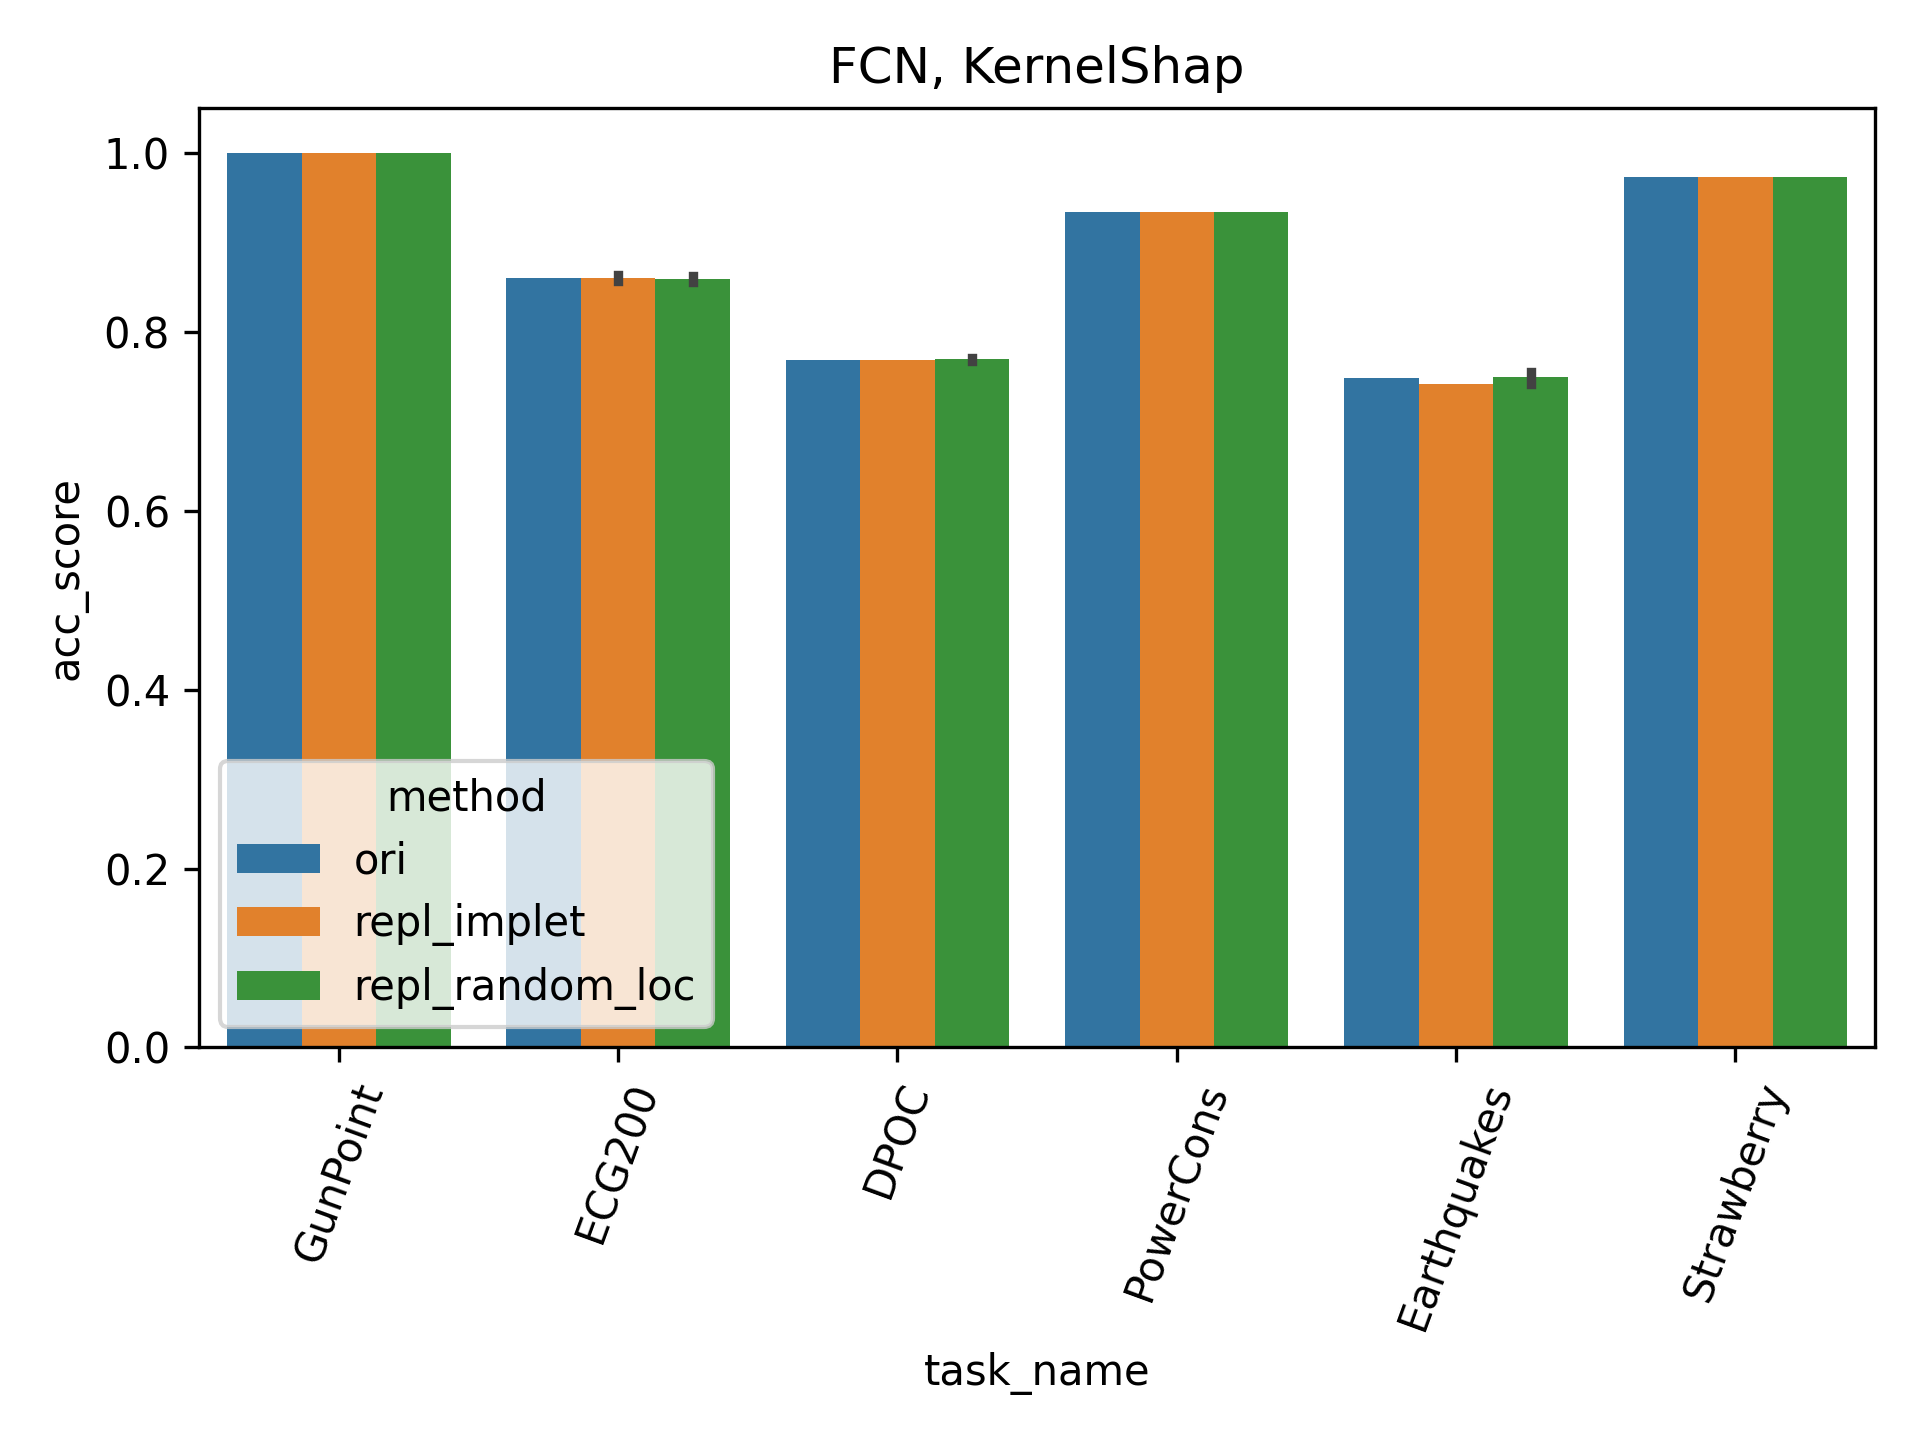 FCN, KernelShap
acc_score
1.0
0.8
0.6
0.4
0.2
0.0
method
ori
repl_implet
repl_random_loc
GunPoint
ECG200
DPOC
PowerCons
Earthquakes
Strawberry
task_name